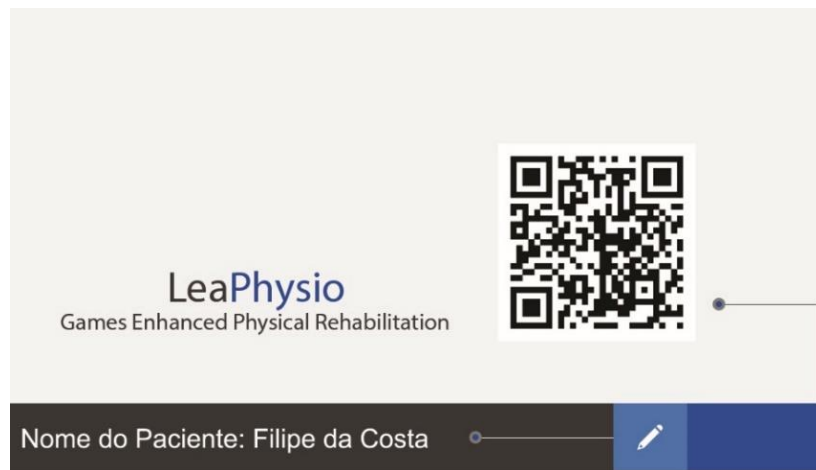 LeaPhysio
Games Enhanced Physical Rehabilitation
Nome do Paciente: Filipe da Costa